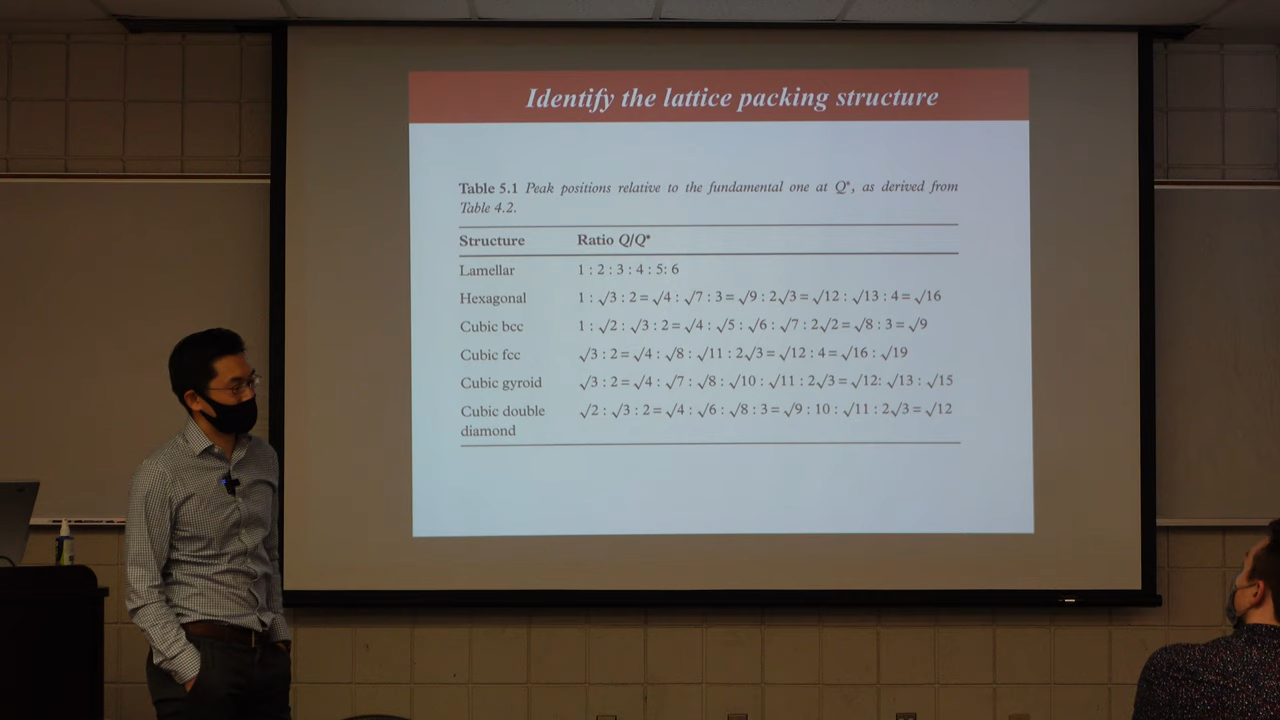 Identify the lattice packing structure
Table 5.1 Peak positions relative to the fundamental one at Q*, as derived from
Table 4.2.
Structure Ratio Q/Q*
Lamellar 1 : 2 : 3 : 4 : 5: 6
Hexagonal 1 : √3 : 2 = √4 : √7 : 3 = √9 : 2√3 = √12 : √13 : 4 = √16
Cubic bcc 1 : √2 : √3 : 2 = √4 : √5 : √6 : √7 : 2√2 = √8 : 3 = √9
Cubic fcc √3 : 2 = √4 : √8 : √11 : 2√3 = √12 : 4 = √16 : √19
Cubic gyroid √3 : 2 = √4 : √7 : √8 : √10 : √11 : 2√3 = √12: √13 : √15
Cubic double √2 : √3 : 2 = √4 : √6 : √8 : 3 = √9 : 10 : √11 : 2√3 = √12
diamond